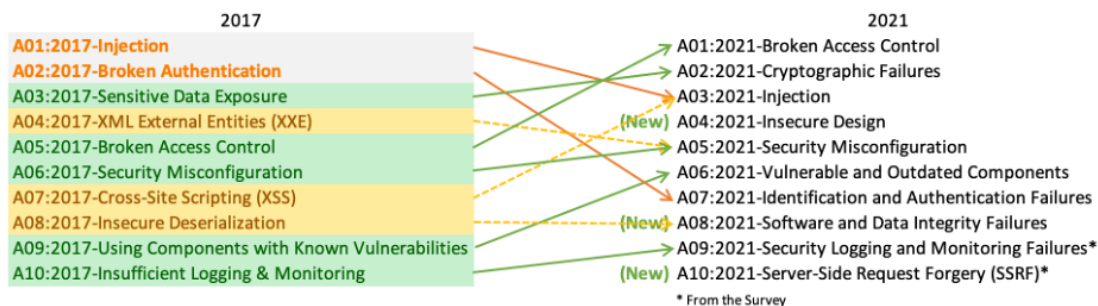 2017
2021
A01:2017-Injection
A02:2017-Broken Authentication
A03:2017-Sensitive Data Exposure
A04:2017-XML External Entities (XXE)
A05:2017-Broken Access Control
A06:2017-Security Misconfiguration
A07:2017-Cross-Site Scripting (XSS)
A08:2017-Insecure Deserialization
A09:2017-Using Components with Known Vulnerabilities
A10:2017-Insufficient Logging & Monitoring
A01:2021-Broken Access Control
A02:2021-Cryptographic Failures
A03:2021-Injection
(New) A04:2021-Insecure Design
A05:2021-Security Misconfiguration
A06:2021-Vulnerable and Outdated Components
A07:2021-Identification and Authentication Failures
(New) A08:2021-Software and Data Integrity Failures
A09:2021-Security Logging and Monitoring Failures*
(New) A10:2021-Server-Side Request Forgery (SSRF)*
* From the Survey